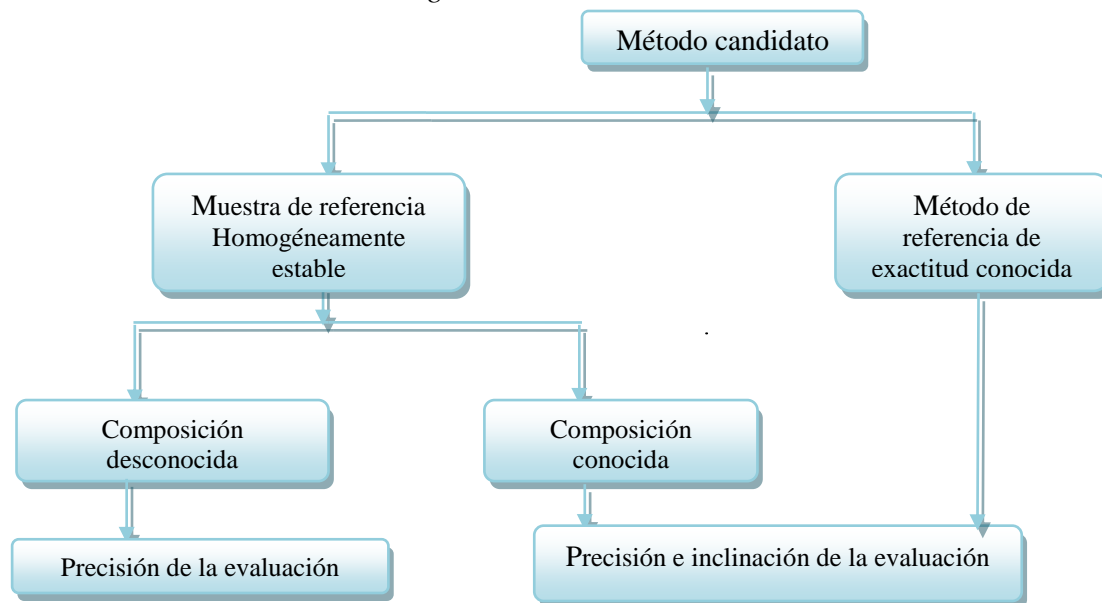 Método candidato
Muestra de referencia
Homogéneamente
estable
Método de
referencia de
exactitud conocida
.
Composición
desconocida
Composición
conocida
Precisión de la evaluación
Precisión e inclinación de la evaluación